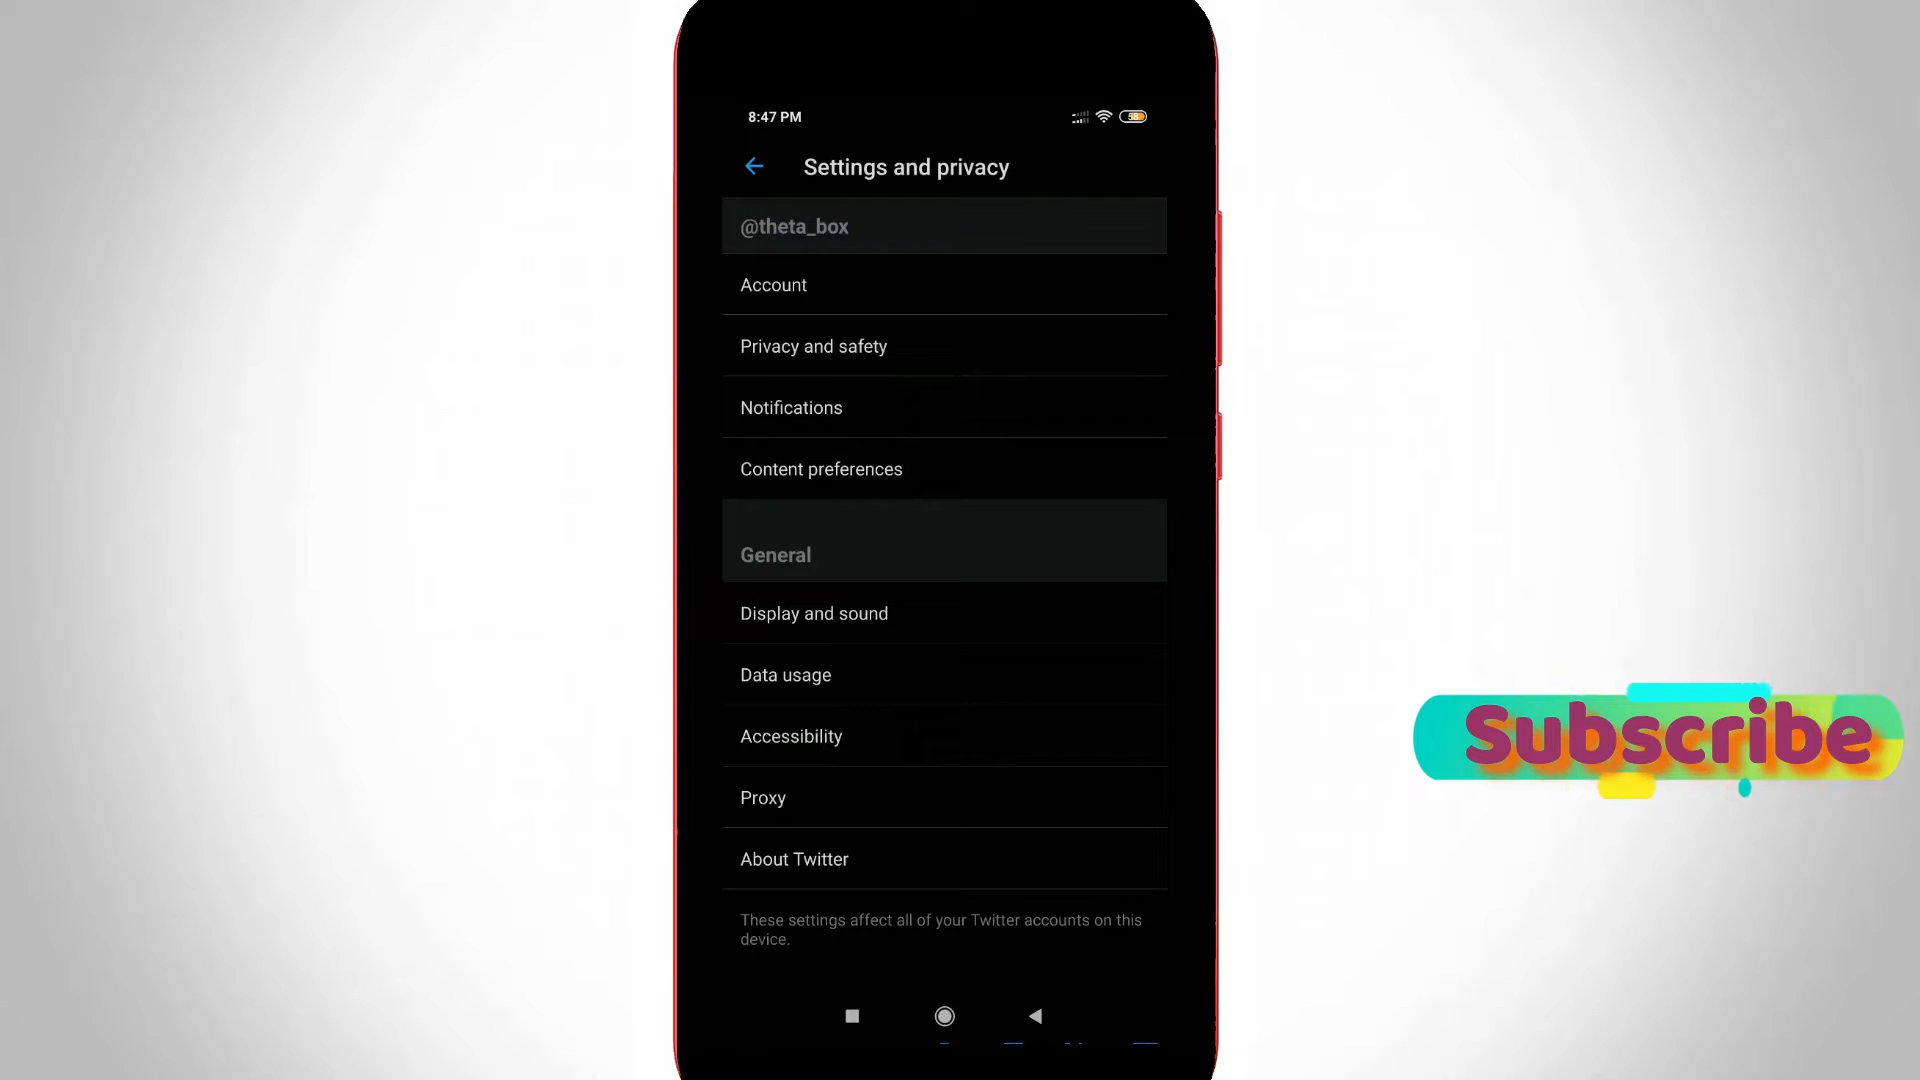 8:47 PM
58
Settings and privacy
@theta_box
Account
Privacy and safety
Notifications
Content preferences
General
Display and sound
Data usage
Accessibility
Proxy
About Twitter
These settings affect all of your Twitter accounts on this
device.
Subscribe